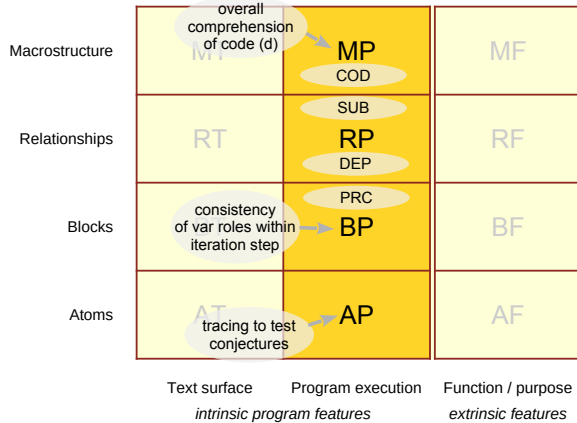 overall
comprehension
of code (d)
Macrostructure MT MP MF
COD
SUB
Relationships RT RP RF
DEP
PRC
consistency
of var roles within
iteration step
Blocks BP BF
Atoms AT AP AF
tracing to test
conjectures
Text surface Program execution Function / purpose
intrinsic program features extrinsic features